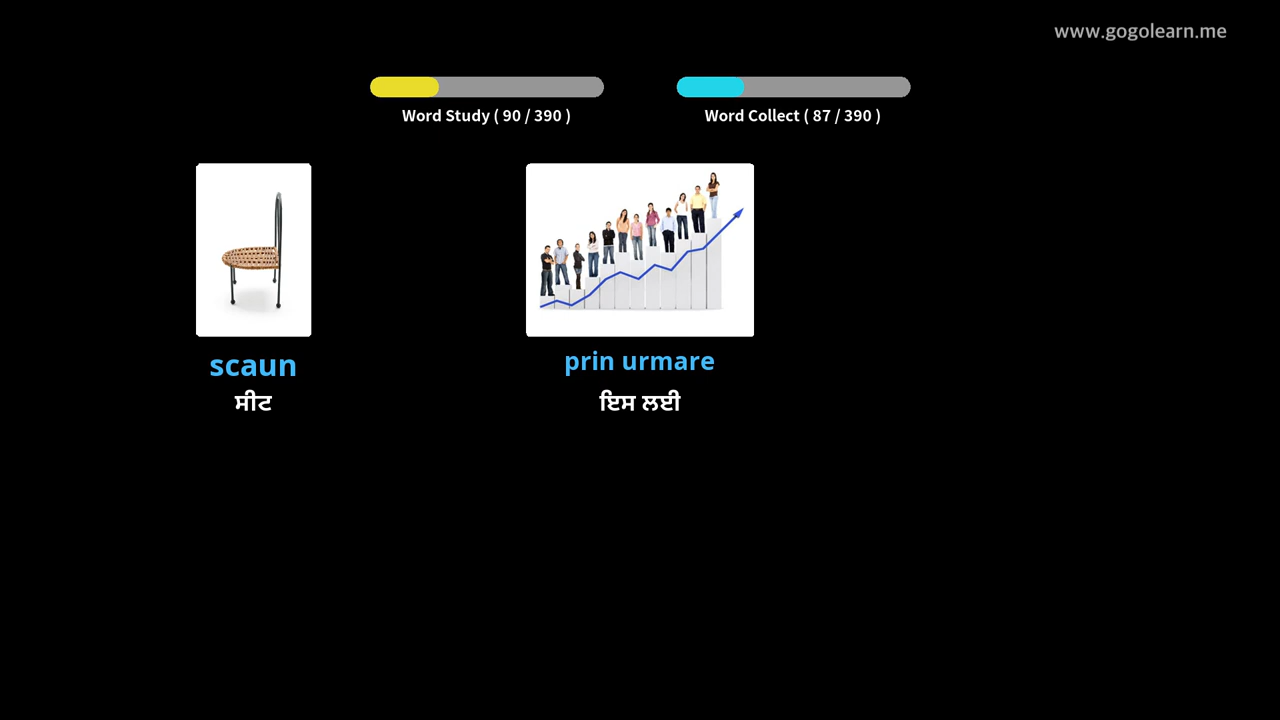 www.gogolearn.me
Word Study ( 90 / 390 )
Word Collect ( 87 / 390 )
scaun
ਸੀਟ
prin urmare
ਇਸ ਲਈ